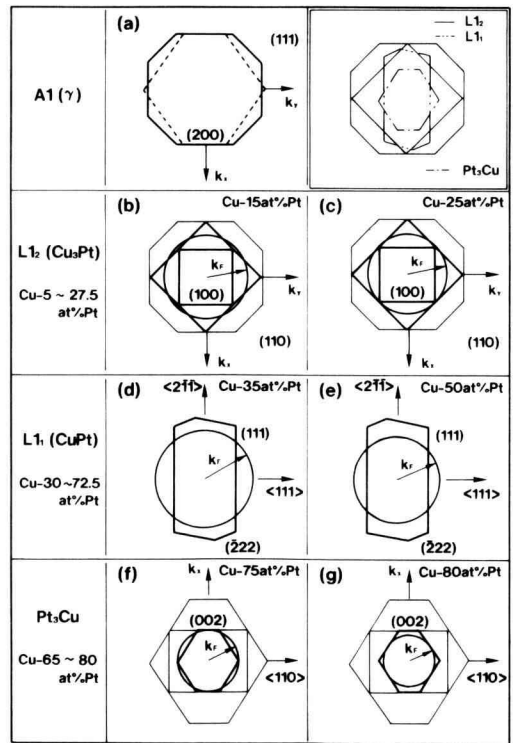 A1 (γ)
(a)
(111)
(200)
kᵧ
kₓ
L1₂
L1₁
Pt₃Cu
L1₂ (Cu₃Pt)
Cu-5 ~ 27.5
at%Pt
(b)
Cu-15at%Pt
k_F
(100)
kᵧ
kₓ
(110)
(c)
Cu-25at%Pt
k_F
(100)
kᵧ
kₓ
(110)
L1₁ (CuPt)
Cu-30 ~72.5
at%Pt
(d)
<21̄1̄>
Cu-35at%Pt
(111)
k_F
<111>
(2̄22)
(e)
<21̄1̄>
Cu-50at%Pt
(111)
k_F
<111>
(2̄22)
Pt₃Cu
Cu-65 ~ 80
at%Pt
(f)
kₓ
Cu-75at%Pt
(002)
k_F
<110>
(g)
kₓ
Cu-80at%Pt
(002)
k_F
<110>